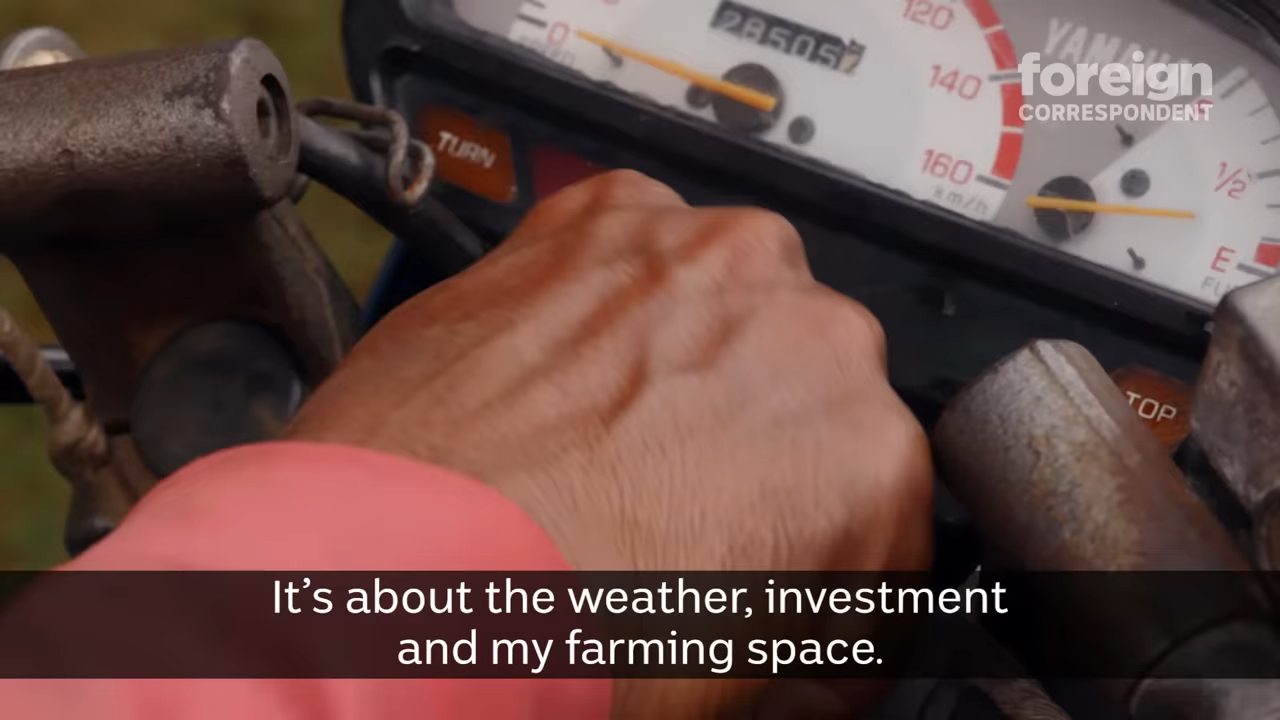 0
120
140
160
km/h
28505
YAMAHA
foreign
CORRESPONDENT
TURN
1/2
E
TOP
It’s about the weather, investment
and my farming space.